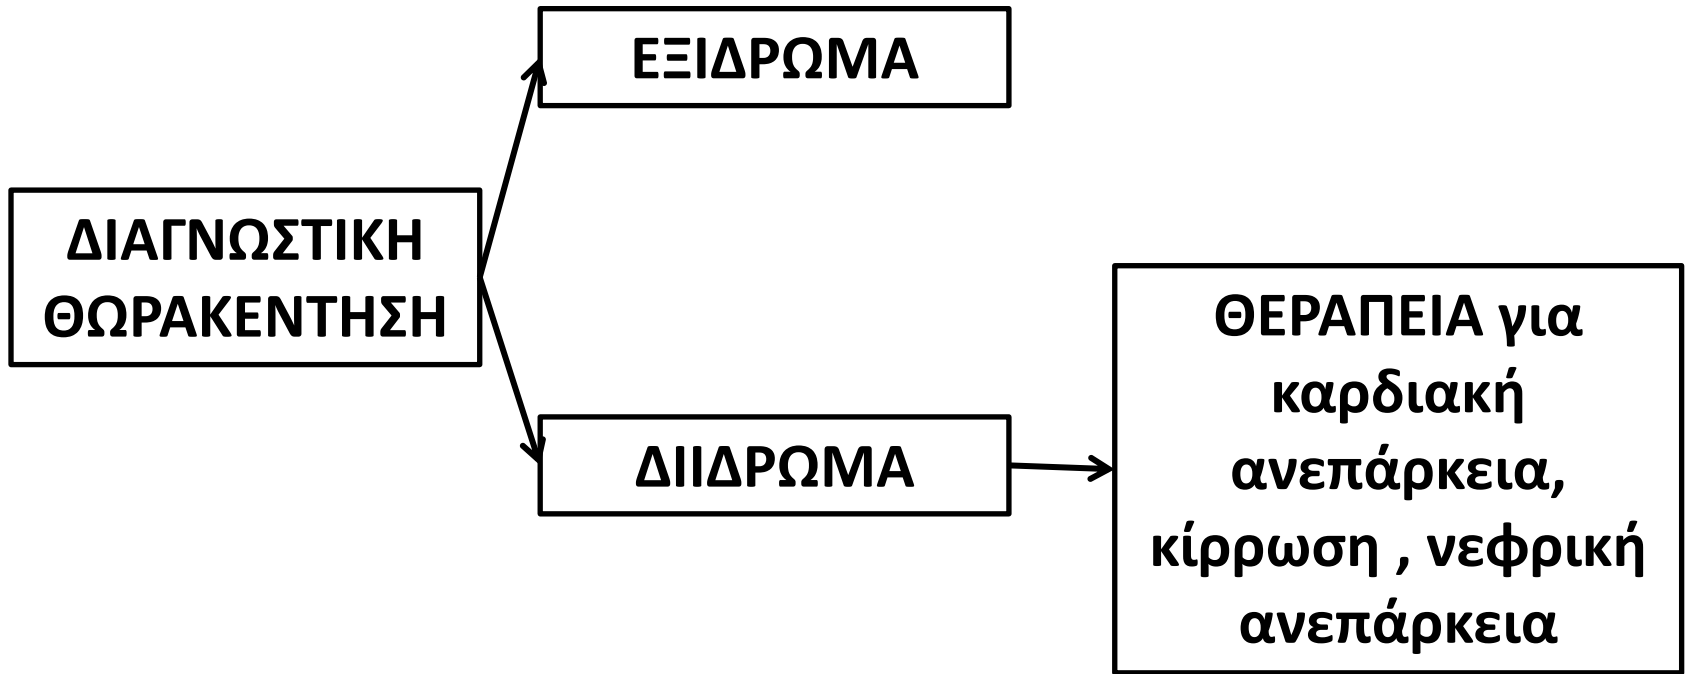 ΕΞΙΔΡΩΜΑ
ΔΙΑΓΝΩΣΤΙΚΗ
ΘΩΡΑΚΕΝΤΗΣΗ
ΔΙΙΔΡΩΜΑ
ΘΕΡΑΠΕΙΑ για
καρδιακή
ανεπάρκεια,
κίρρωση , νεφρική
ανεπάρκεια